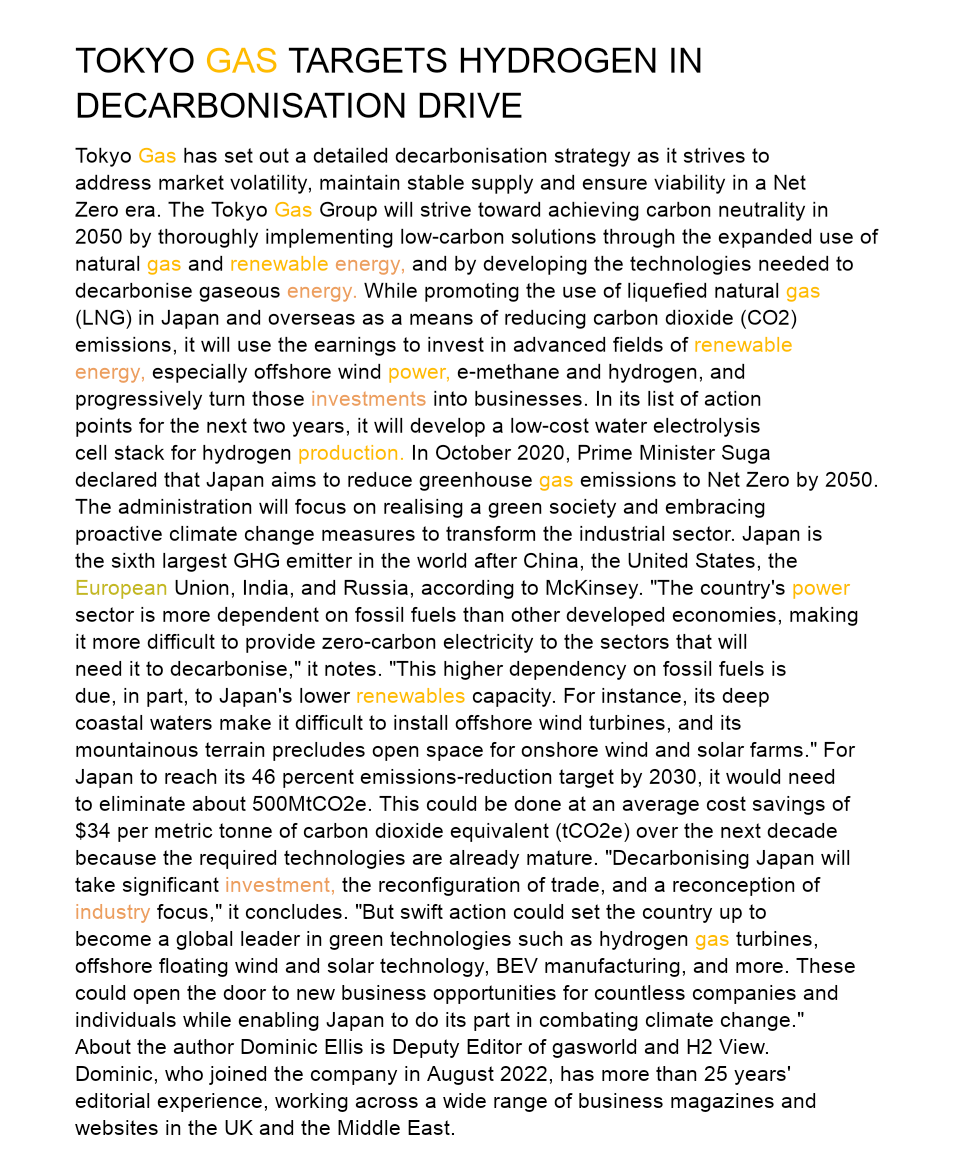 TOKYO GAS TARGETS HYDROGEN IN
DECARBONISATION DRIVE
Tokyo Gas has set out a detailed decarbonisation strategy as it strives to
address market volatility, maintain stable supply and ensure viability in a Net
Zero era. The Tokyo Gas Group will strive toward achieving carbon neutrality in
2050 by thoroughly implementing low-carbon solutions through the expanded use of
natural gas and renewable energy, and by developing the technologies needed to
decarbonise gaseous energy. While promoting the use of liquefied natural gas
(LNG) in Japan and overseas as a means of reducing carbon dioxide (CO2)
emissions, it will use the earnings to invest in advanced fields of renewable
energy, especially offshore wind power, e-methane and hydrogen, and
progressively turn those investments into businesses. In its list of action
points for the next two years, it will develop a low-cost water electrolysis
cell stack for hydrogen production. In October 2020, Prime Minister Suga
declared that Japan aims to reduce greenhouse gas emissions to Net Zero by 2050.
The administration will focus on realising a green society and embracing
proactive climate change measures to transform the industrial sector. Japan is
the sixth largest GHG emitter in the world after China, the United States, the
European Union, India, and Russia, according to McKinsey. "The country's power
sector is more dependent on fossil fuels than other developed economies, making
it more difficult to provide zero-carbon electricity to the sectors that will
need it to decarbonise," it notes. "This higher dependency on fossil fuels is
due, in part, to Japan's lower renewables capacity. For instance, its deep
coastal waters make it difficult to install offshore wind turbines, and its
mountainous terrain precludes open space for onshore wind and solar farms." For
Japan to reach its 46 percent emissions-reduction target by 2030, it would need
to eliminate about 500MtCO2e. This could be done at an average cost savings of
$34 per metric tonne of carbon dioxide equivalent (tCO2e) over the next decade
because the required technologies are already mature. "Decarbonising Japan will
take significant investment, the reconfiguration of trade, and a reconception of
industry focus," it concludes. "But swift action could set the country up to
become a global leader in green technologies such as hydrogen gas turbines,
offshore floating wind and solar technology, BEV manufacturing, and more. These
could open the door to new business opportunities for countless companies and
individuals while enabling Japan to do its part in combating climate change."
About the author Dominic Ellis is Deputy Editor of gasworld and H2 View.
Dominic, who joined the company in August 2022, has more than 25 years'
editorial experience, working across a wide range of business magazines and
websites in the UK and the Middle East.